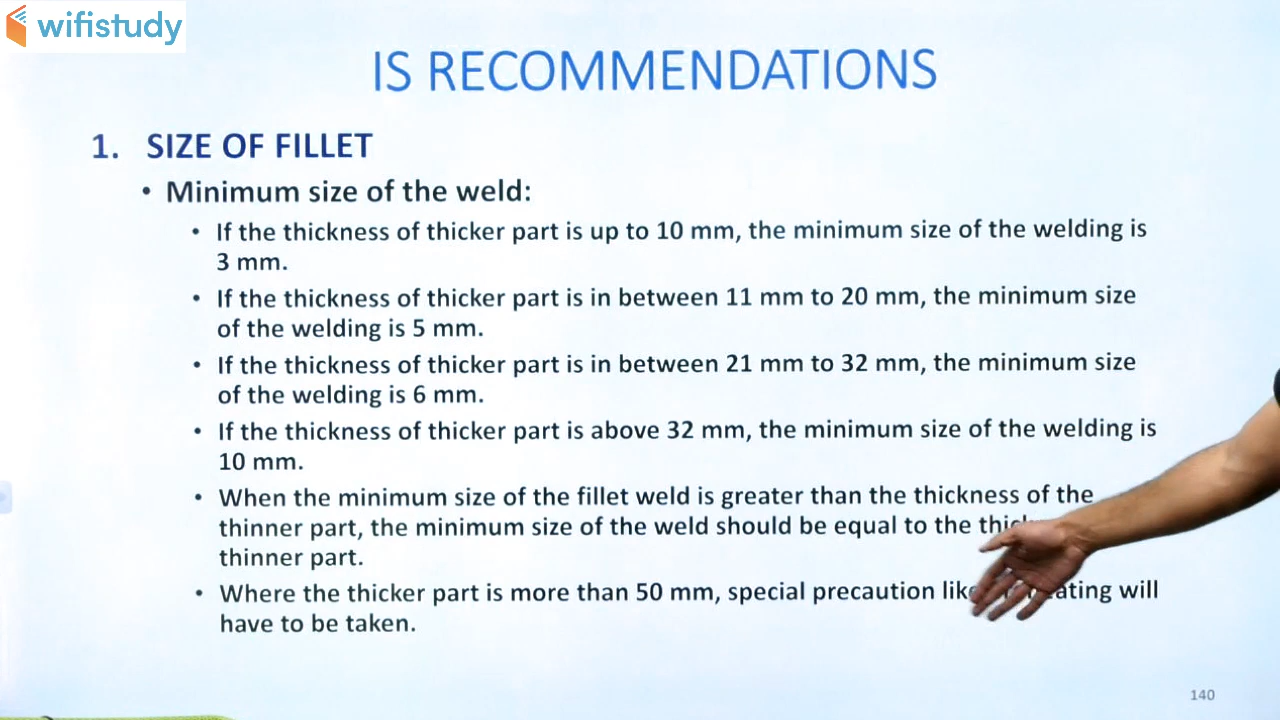 wifistudy
IS RECOMMENDATIONS
1. SIZE OF FILLET
• Minimum size of the weld:
• If the thickness of thicker part is up to 10 mm, the minimum size of the welding is
3 mm.
• If the thickness of thicker part is in between 11 mm to 20 mm, the minimum size
of the welding is 5 mm.
• If the thickness of thicker part is in between 21 mm to 32 mm, the minimum size
of the welding is 6 mm.
• If the thickness of thicker part is above 32 mm, the minimum size of the welding is
10 mm.
• When the minimum size of the fillet weld is greater than the thickness of the
thinner part, the minimum size of the weld should be equal to the
thinner part.
• Where the thicker part is more than 50 mm, special precaution will
have to be taken.
140